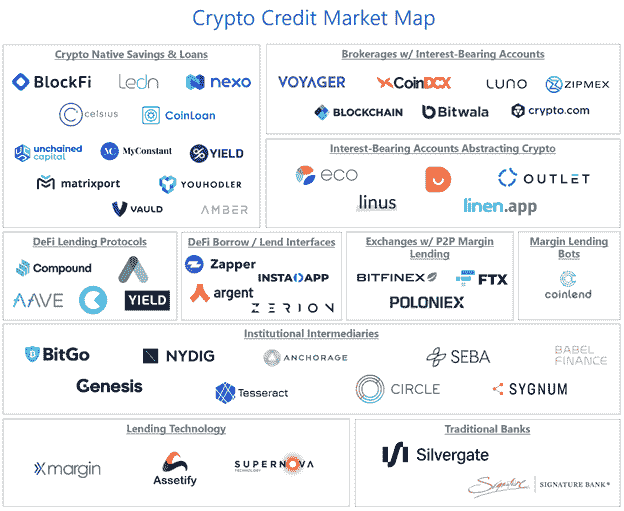 Crypto Credit Market Map
Crypto Native Savings & Loans
BlockFi ledn nexo
CELSIUS CoinLoan
unchained capital MyConstant YIELD
matrixport YOUHODLER
VAULD AMBER
Brokerages w/ Interest-Bearing Accounts
VOYAGER CoinDCX LUNO ZIPMEX
BLOCKCHAIN Bitwala crypto.com
Interest-Bearing Accounts Abstracting Crypto
eco OUTLET
linus linen.app
DeFi Lending Protocols
Compound
AAVE YIELD
DeFi Borrow / Lend Interfaces
Zapper
INSTADAPP
argent
ZERION
Exchanges w/ P2P Margin
Lending
BITFINEX FTX
POLONIEX
Margin Lending
Bots
coinlend
Institutional Intermediaries
BitGo NYDIG ANCHORAGE SEBA BABEL FINANCE
Genesis Tesseract CIRCLE SYGNUM
Lending Technology
Xmargin Assetify SUPERNOVA TECHNOLOGY
Traditional Banks
Silvergate
Signature SIGNATURE BANK®